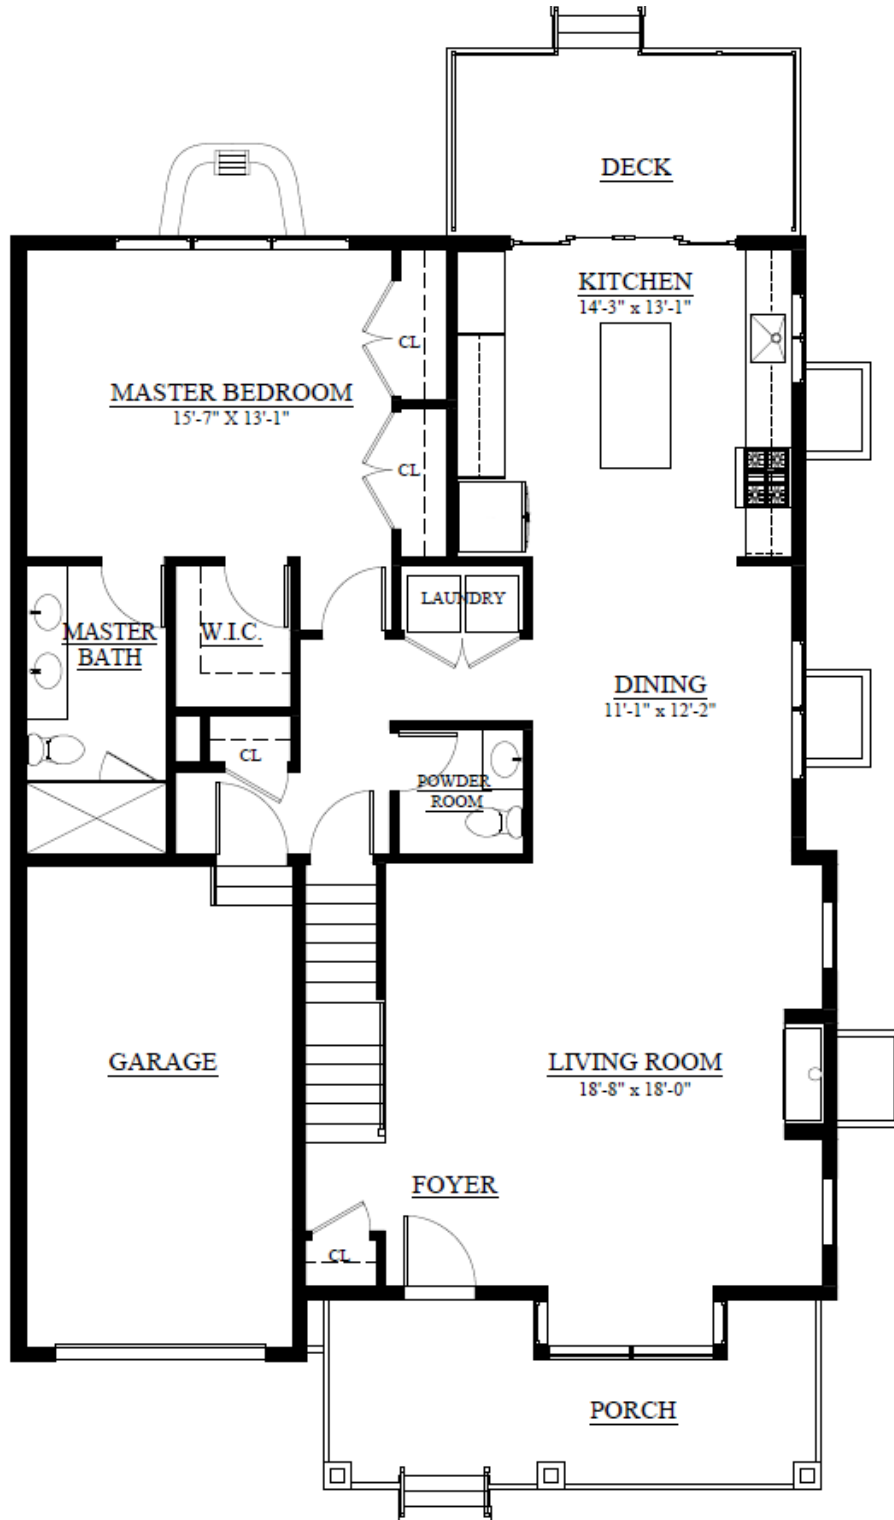 DECK
KITCHEN
14'-3" x 13'-1"
CL
MASTER BEDROOM
15'-7" X 13'-1"
CL
LAUNDRY
MASTER
BATH
W.I.C.
DINING
11'-1" x 12'-2"
CL
POWDER
ROOM
GARAGE
LIVING ROOM
18'-8" x 18'-0"
FOYER
CL
PORCH